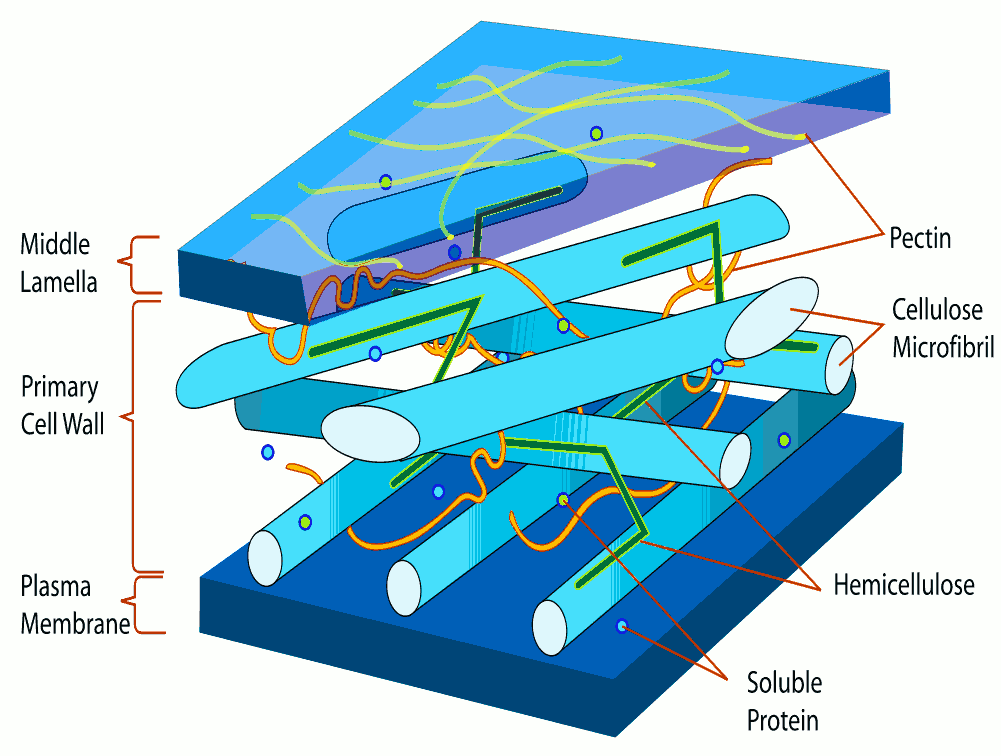 Middle
Lamella
Primary
Cell Wall
Plasma
Membrane
Pectin
Cellulose
Microfibril
Hemicellulose
Soluble
Protein